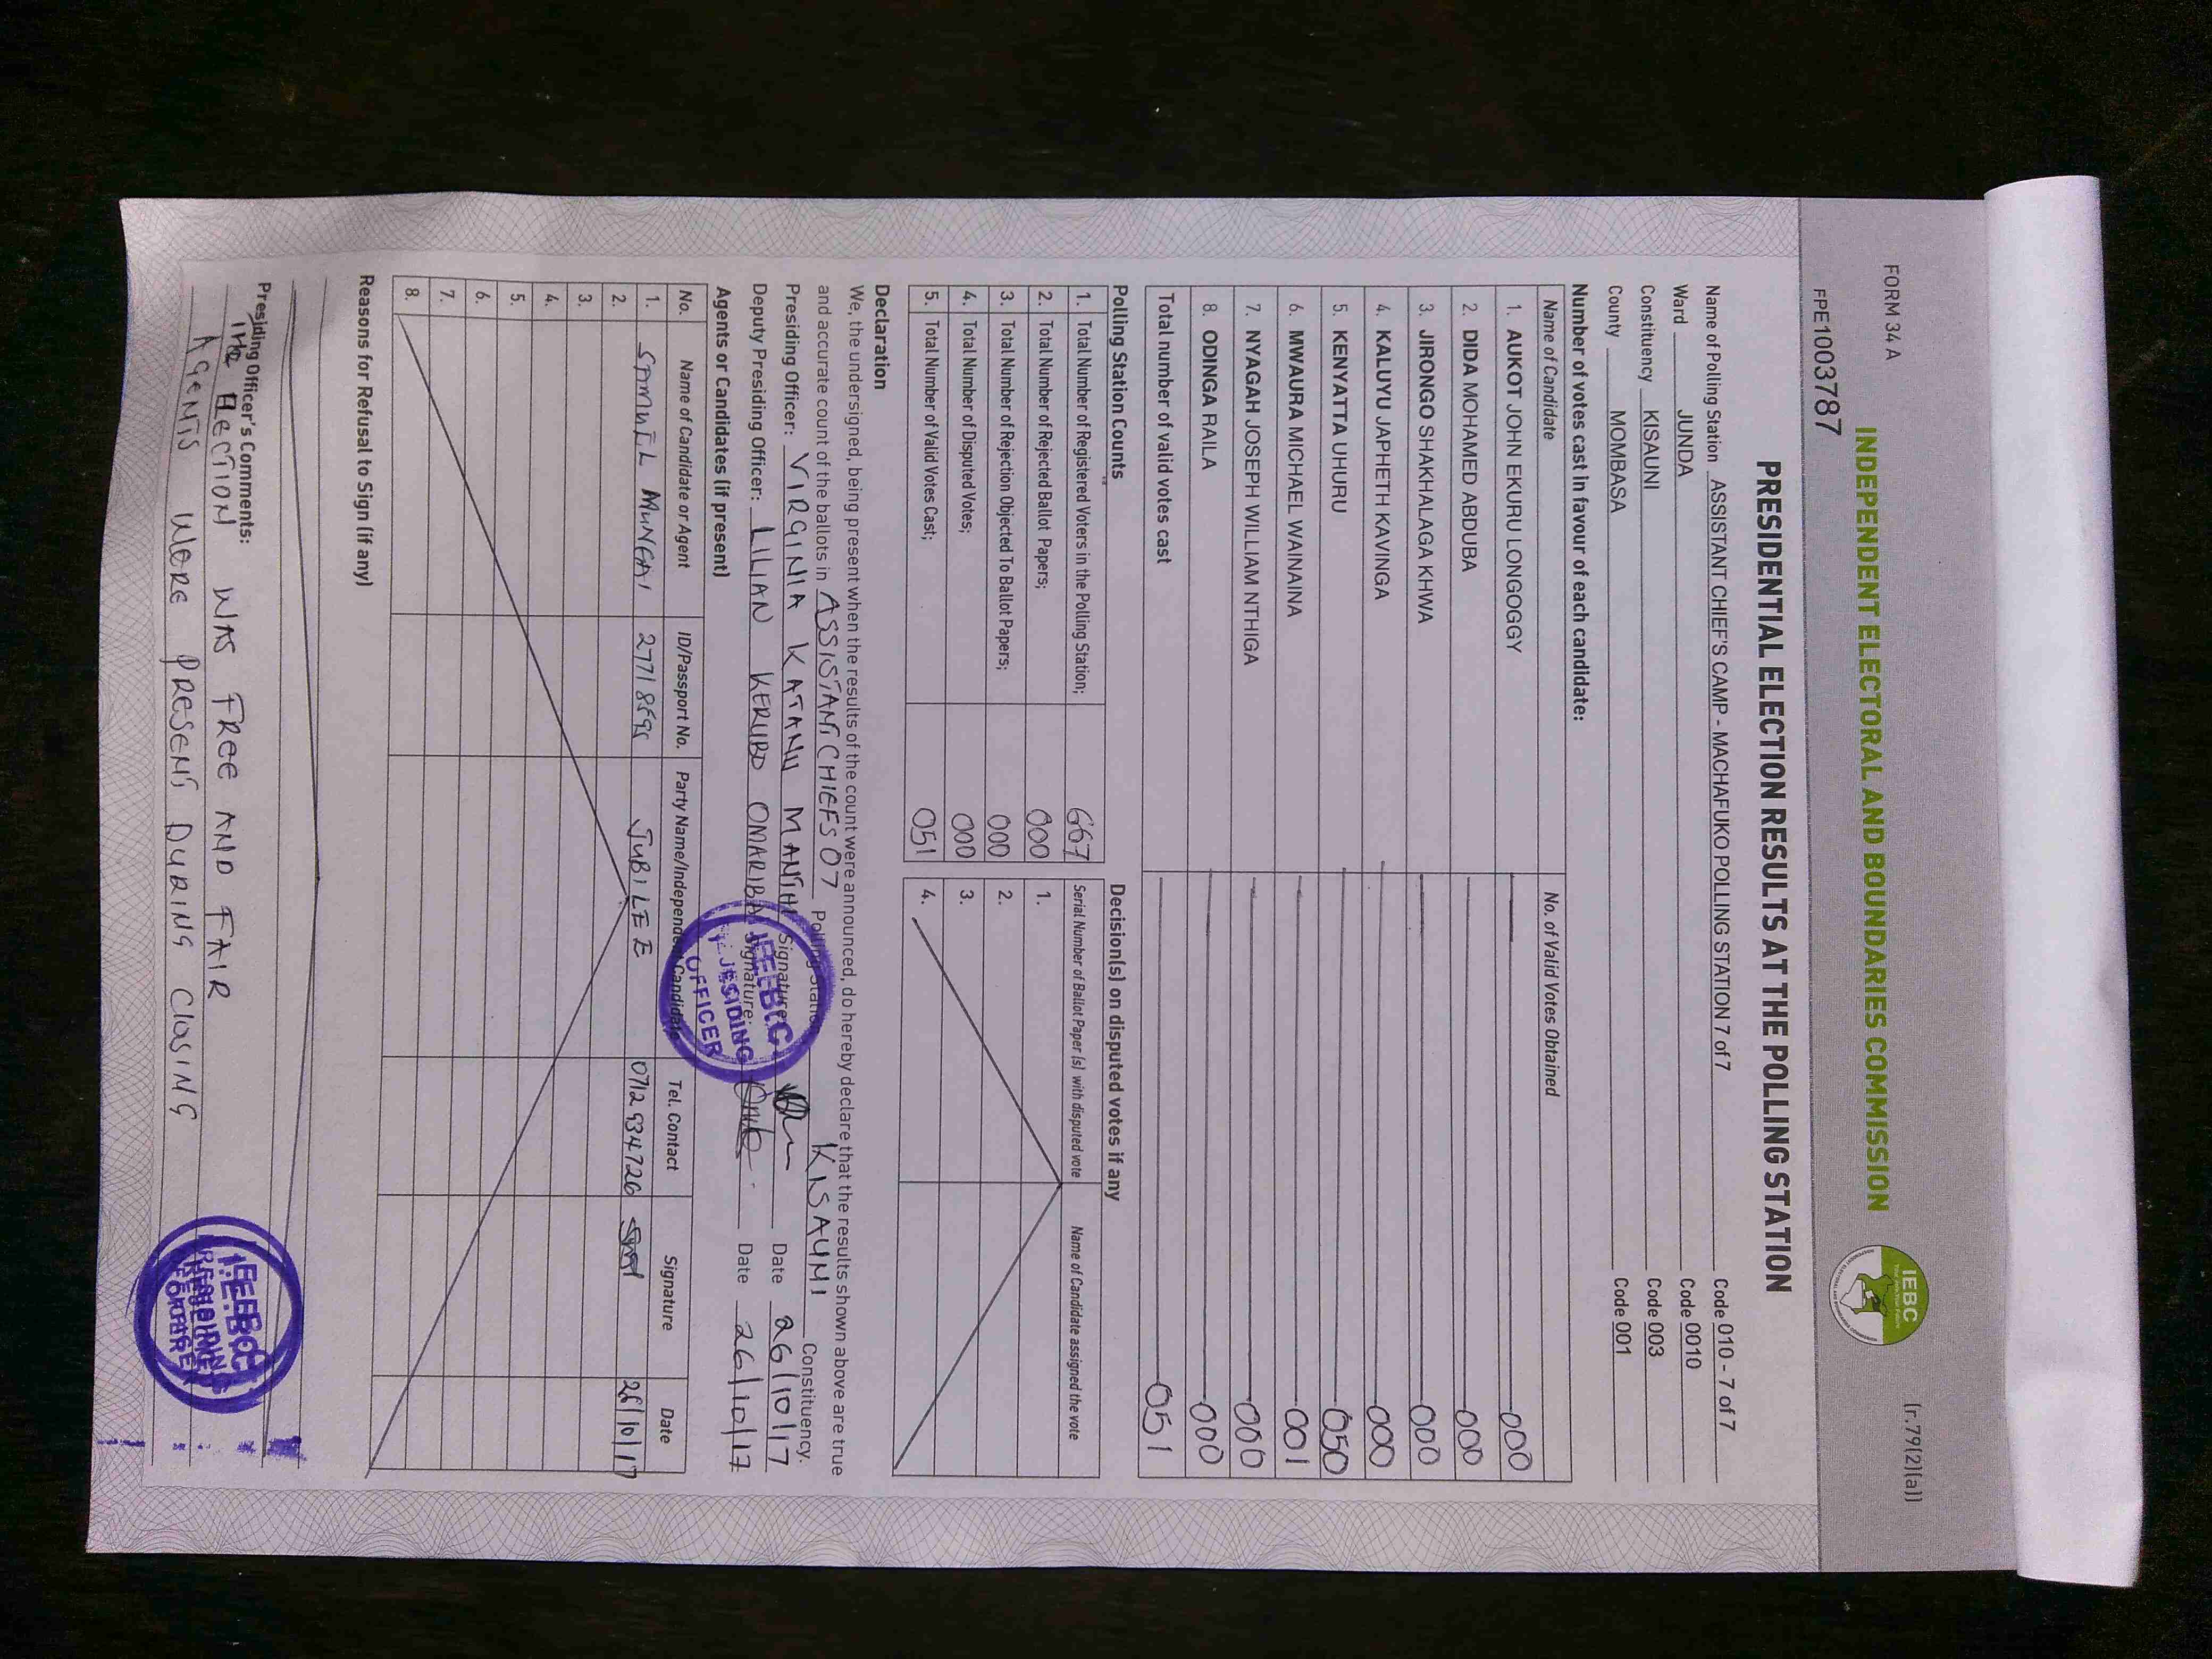 FORM 34 A
[r.79(2)(a)]
INDEPENDENT ELECTORAL AND BOUNDARIES COMMISSION
IEBC
FPE1003787
PRESIDENTIAL ELECTION RESULTS AT THE POLLING STATION
Name of Polling Station ASSISTANT CHIEF'S CAMP - MACHAFUKO POLLING STATION 7 of 7 Code 010 - 7 of 7
Ward JUNDA Code 0010
Constituency KISAUNI Code 003
County MOMBASA Code 001
Number of votes cast in favour of each candidate:
Name of Candidate No. of Valid Votes Obtained
1. AUKOT JOHN EKURU LONGOGGY 000
2. DIDA MOHAMED ABDUBA 000
3. JIRONGO SHAKHALAGA KHWA 000
4. KALUYU JAPHETH KAVINGA 000
5. KENYATTA UHURU 050
6. MWAURA MICHAEL WAINAINA 001
7. NYAGAH JOSEPH WILLIAM NTHIGA 000
8. ODINGA RAILA 000
Total number of valid votes cast 051
Polling Station Counts
1. Total Number of Registered Voters in the Polling Station; 667
2. Total Number of Rejected Ballot Papers; 000
3. Total Number of Rejection Objected To Ballot Papers; 000
4. Total Number of Disputed Votes; 000
5. Total Number of Valid Votes Cast; 051
Decision(s) on disputed votes if any
Serial Number of Ballot Paper (s) with disputed vote Name of Candidate assigned the vote
1.
2.
3.
4.
Declaration
We, the undersigned, being present when the results of the count were announced, do hereby declare that the results shown above are true
and accurate count of the ballots in ASSISTANT CHIEFS 07 Polling Station KISAUNI Constituency.
Presiding Officer: VIRGINIA KATANU Signature: Date 26/10/17
Deputy Presiding Officer: LILIAN KERUBO OMARIBA Signature: Date 26/10/17
IEBC
PRESIDING
OFFICER
Agents or Candidates (if present)
No. Name of Candidate or Agent ID/Passport No. Party Name/Independent Candidate Tel. Contact Signature Date
1. MUNGAI JUBILEE 0712934726 26/10/17
2.
3.
4.
5.
6.
7.
8.
Reasons for Refusal to Sign (if any)
Presiding Officer's Comments:
THE ELECTION WAS FREE AND FAIR
AGENTS WERE PRESENT DURING CLOSING